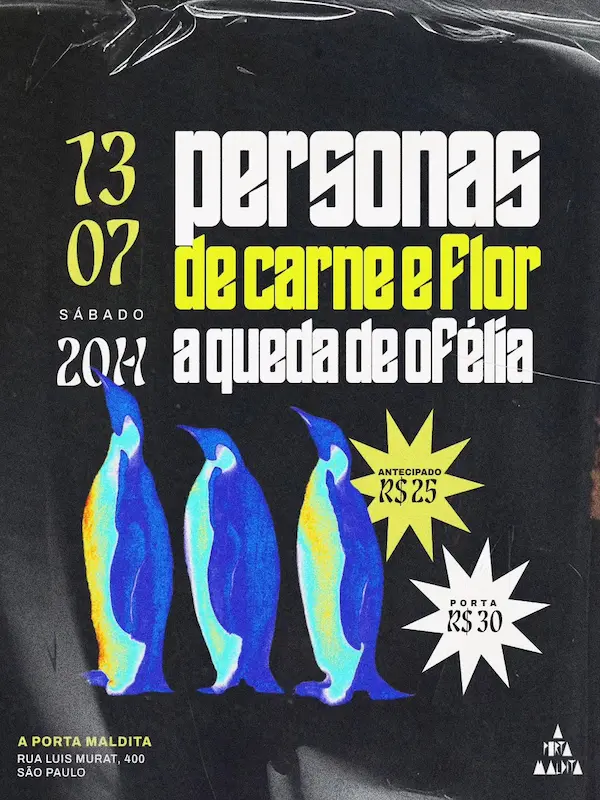 13
07
SÁBADO
20H
personas
de carne e flor
a queda de ofélia
ANTECIPADO
R$ 25
PORTA
R$ 30
A PORTA MALDITA
RUA LUIS MURAT, 400
SÃO PAULO
A
PORTA
MALDITA